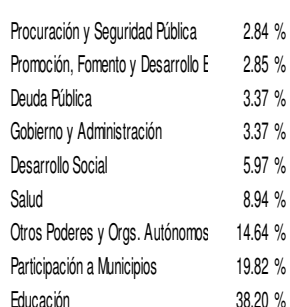 Procuración y Seguridad Pública 2.84 %
Promoción, Fomento y Desarrollo E 2.85 %
Deuda Pública 3.37 %
Gobierno y Administración 3.37 %
Desarrollo Social 5.97 %
Salud 8.94 %
Otros Poderes y Orgs. Autónomos 14.64 %
Participación a Municipios 19.82 %
Educación 38.20 %